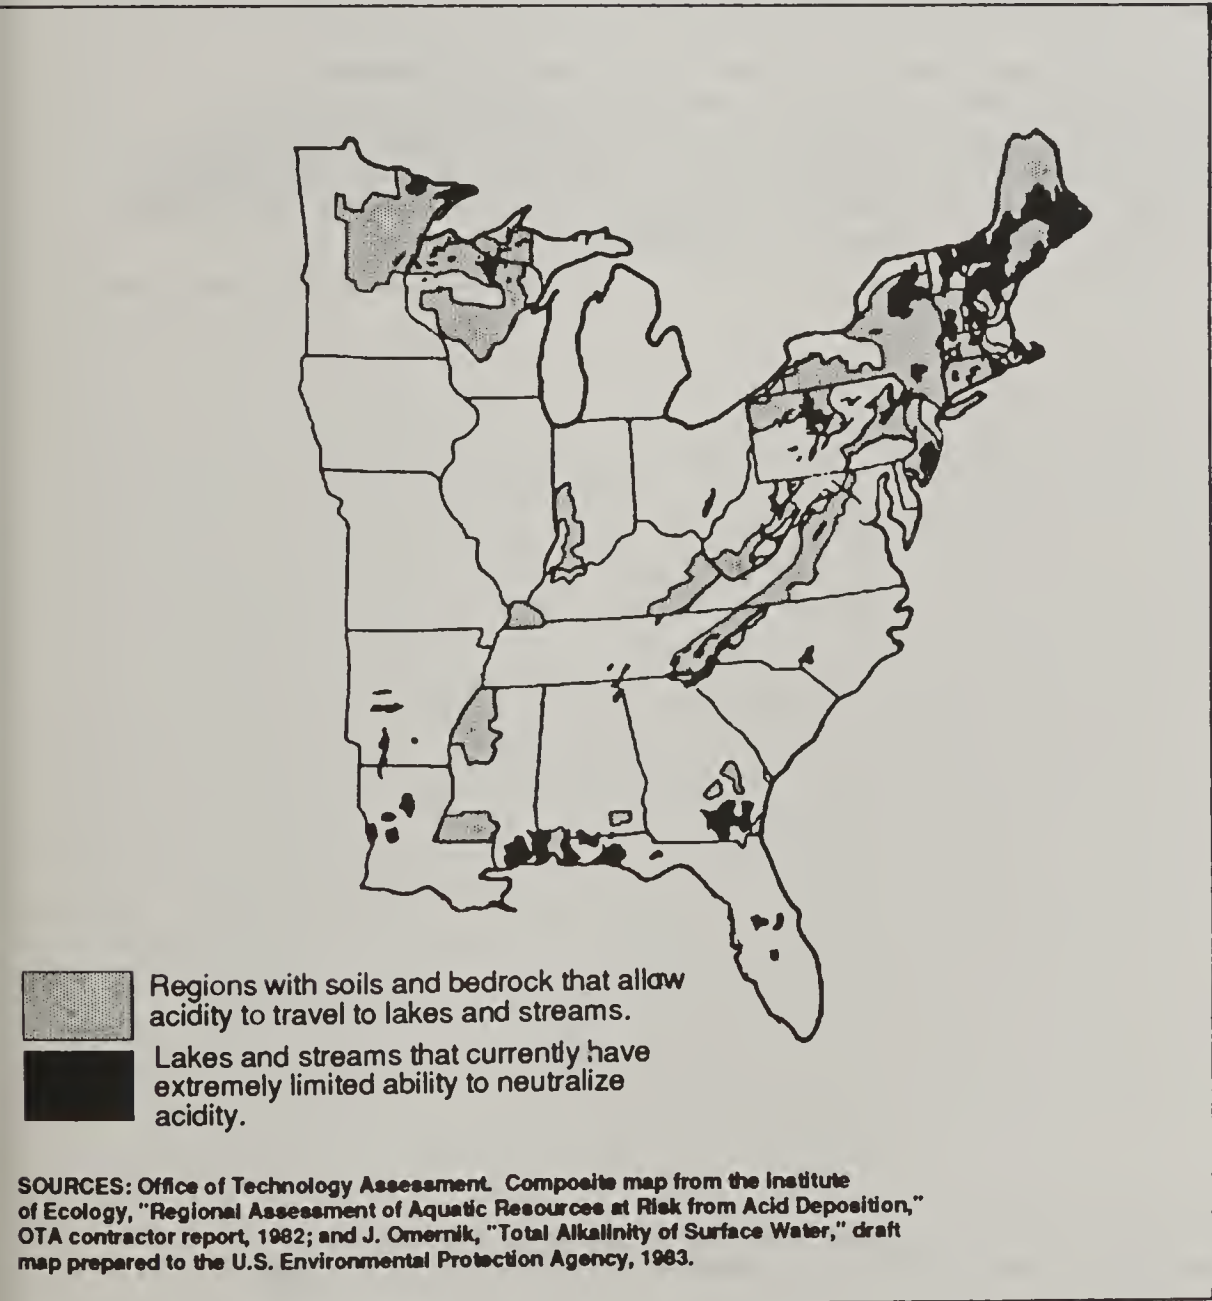 Regions with soils and bedrock that allow
acidity to travel to lakes and streams.
Lakes and streams that currently have
extremely limited ability to neutralize
acidity.
SOURCES: Office of Technology Assessment. Composite map from the Institute
of Ecology, "Regional Assessment of Aquatic Resources at Risk from Acid Deposition,"
OTA contractor report, 1982; and J. Omernik, "Total Alkalinity of Surface Water," draft
map prepared to the U.S. Environmental Protection Agency, 1983.